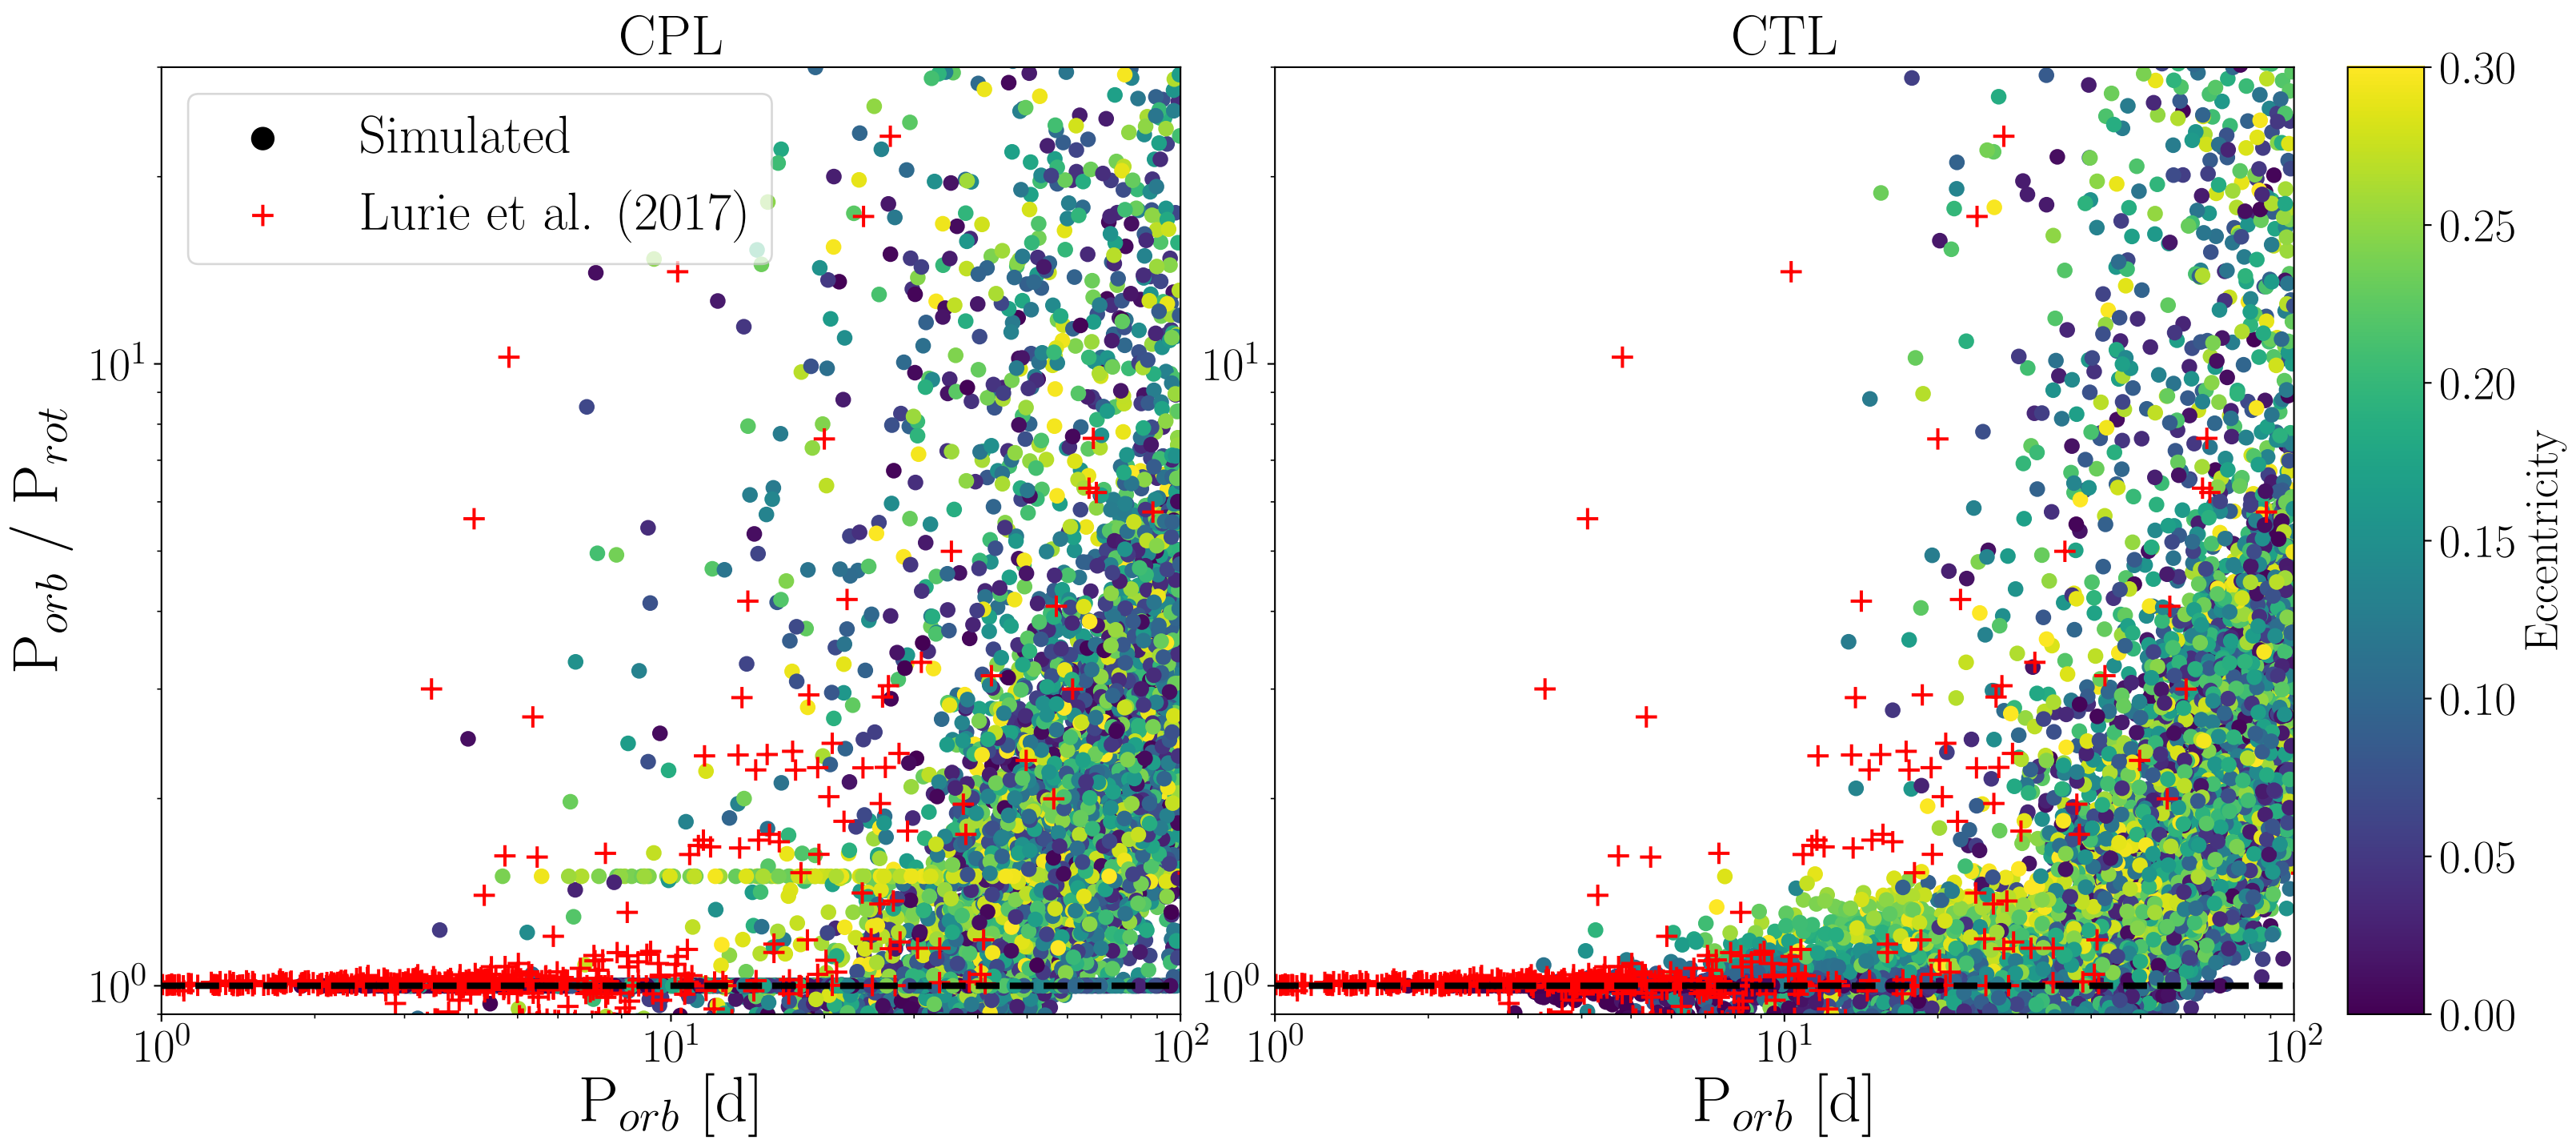 CPL
CTL
Simulated
Lurie et al. (2017)
P_orb / P_rot
10^1
10^0
10^0
10^1
10^2
P_orb [d]
10^1
10^0
10^0
10^1
10^2
P_orb [d]
0.30
0.25
0.20
0.15
0.10
0.05
0.00
Eccentricity